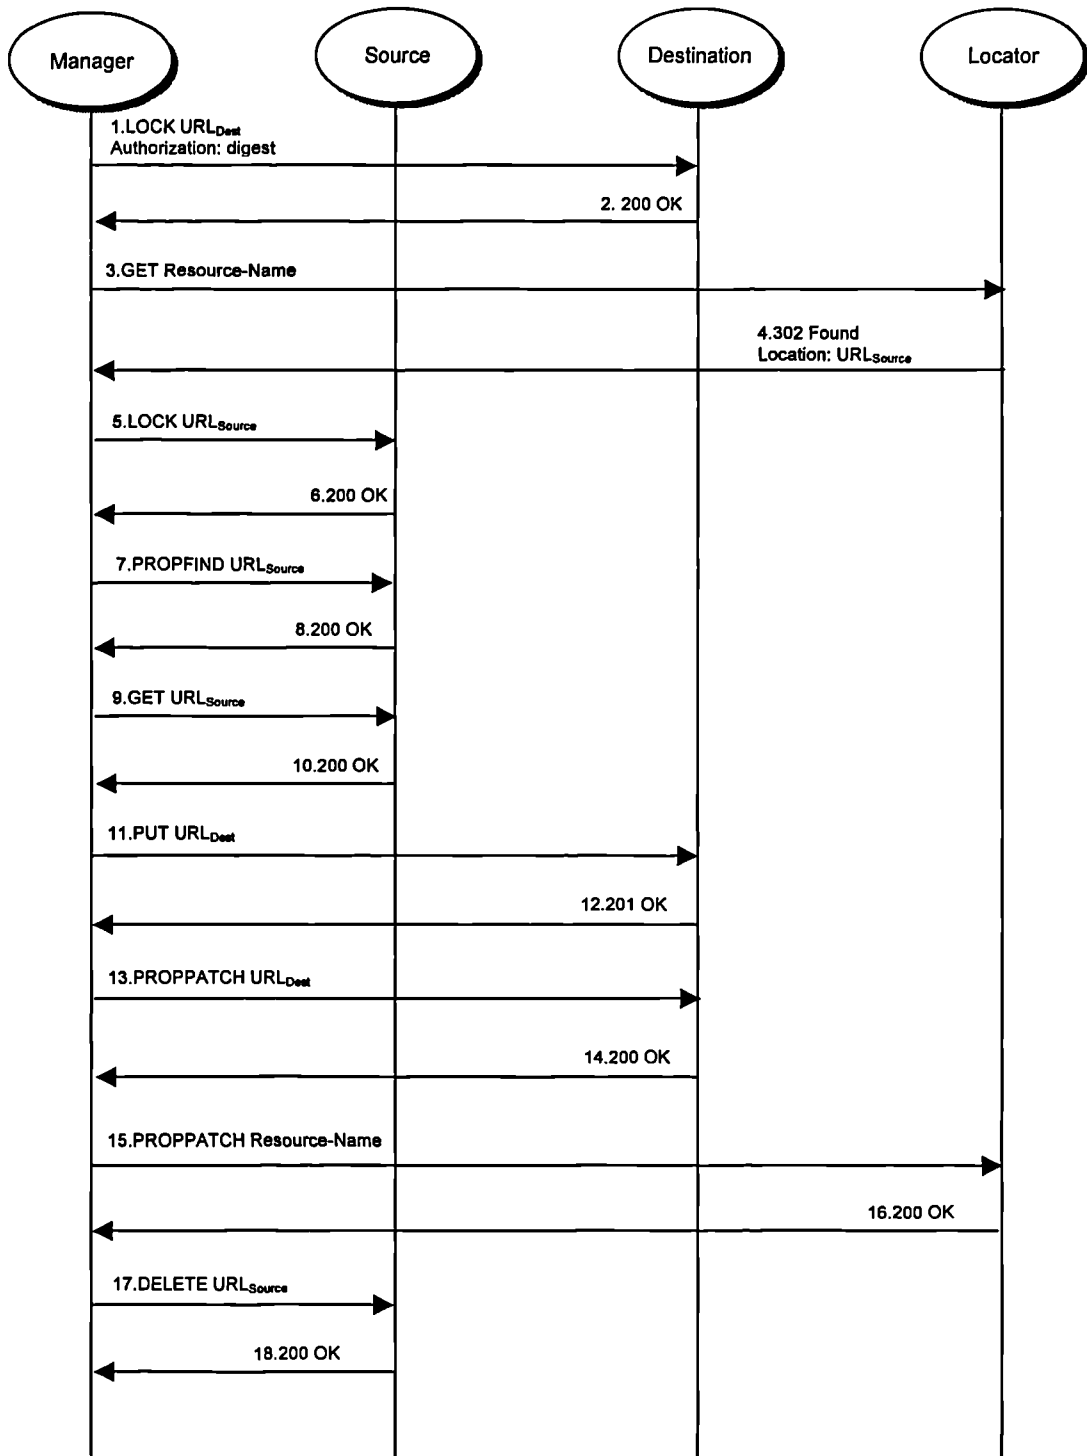 Manager
Source
Destination
Locator
1.LOCK URLDest
Authorization: digest
2. 200 OK
3.GET Resource-Name
4.302 Found
Location: URLSource
5.LOCK URLSource
6.200 OK
7.PROPFIND URLSource
8.200 OK
9.GET URLSource
10.200 OK
11.PUT URLDest
12.201 OK
13.PROPPATCH URLDest
14.200 OK
15.PROPPATCH Resource-Name
16.200 OK
17.DELETE URLSource
18.200 OK